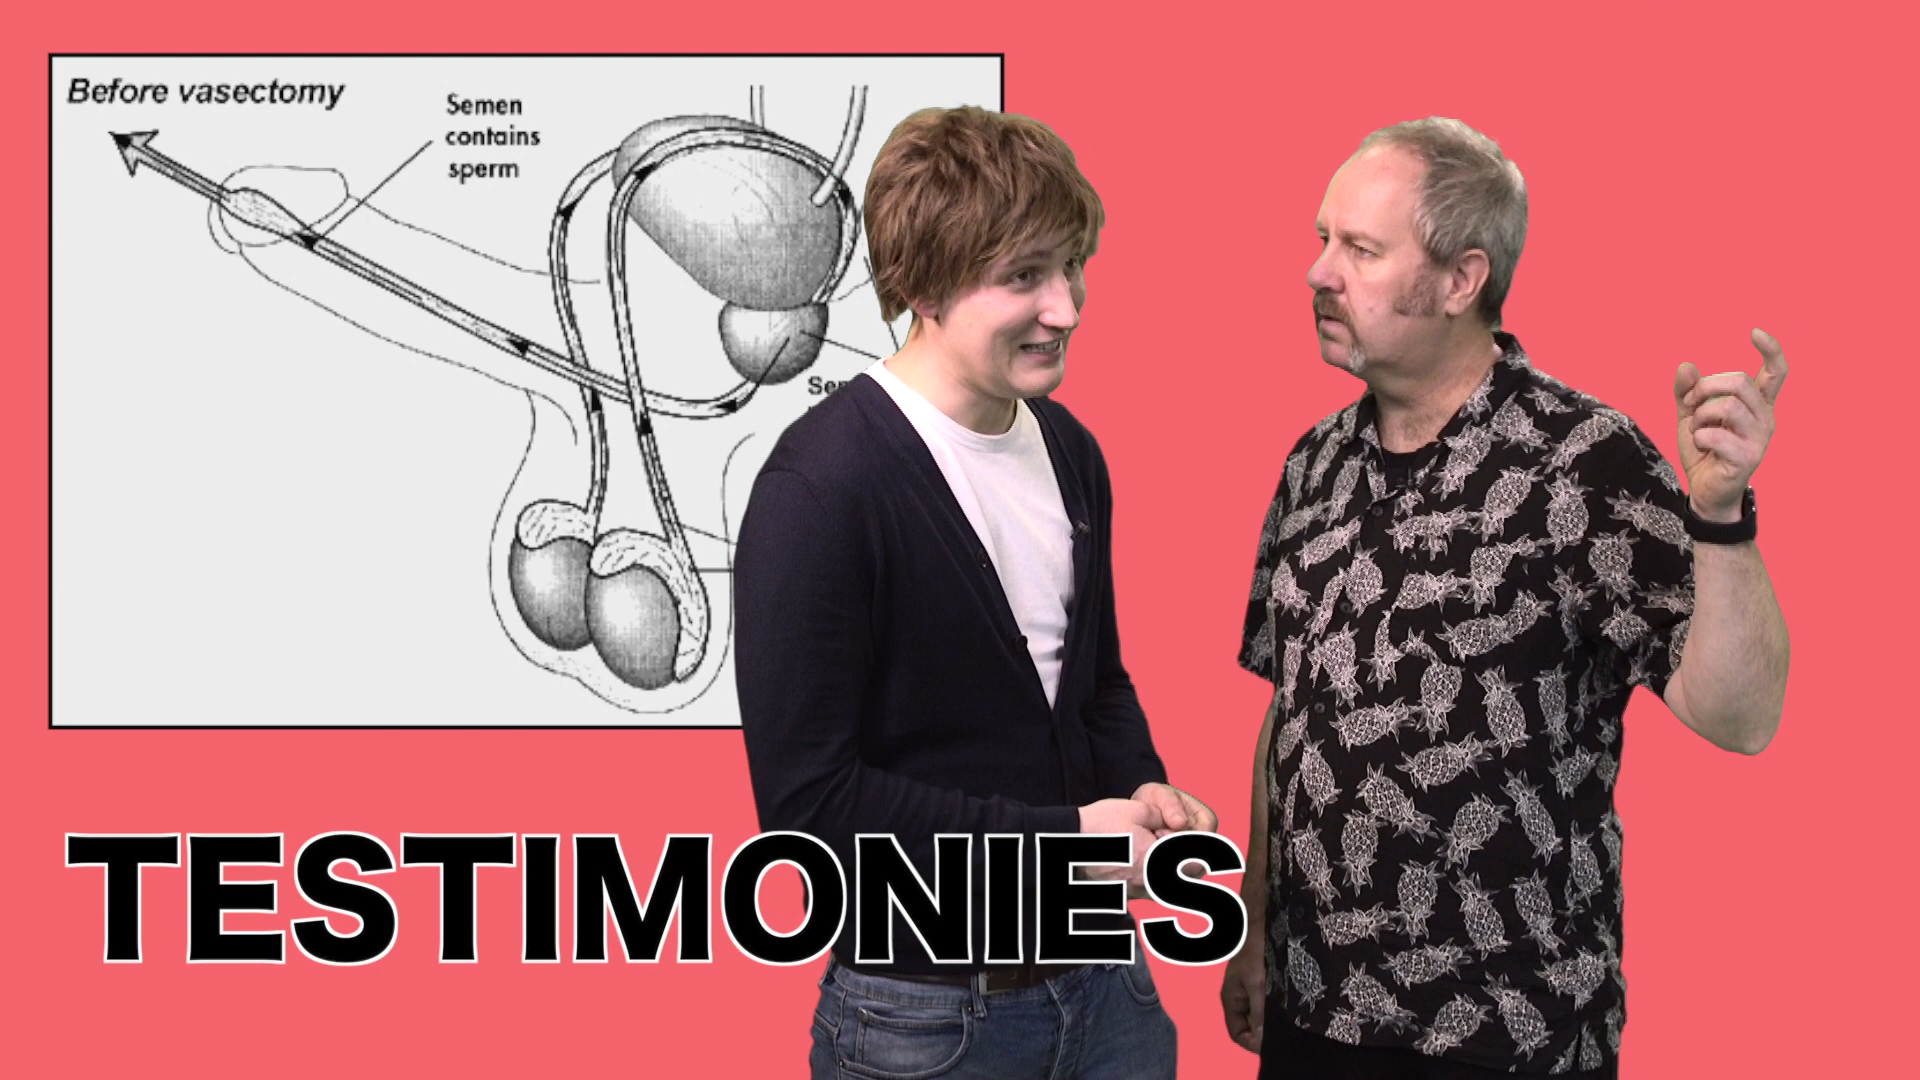 Before vasectomy
Semen
contains
sperm
TESTIMONIES